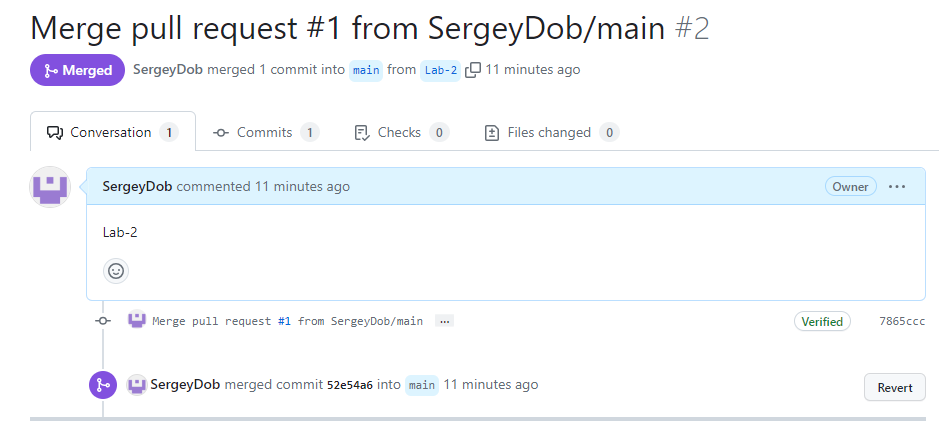 Merge pull request #1 from SergeyDob/main #2
Merged SergeyDob merged 1 commit into main from Lab-2 11 minutes ago
Conversation 1 Commits 1 Checks 0 Files changed 0
SergeyDob commented 11 minutes ago Owner ...
Lab-2
Merge pull request #1 from SergeyDob/main ... Verified 7865ccc
SergeyDob merged commit 52e54a6 into main 11 minutes ago Revert